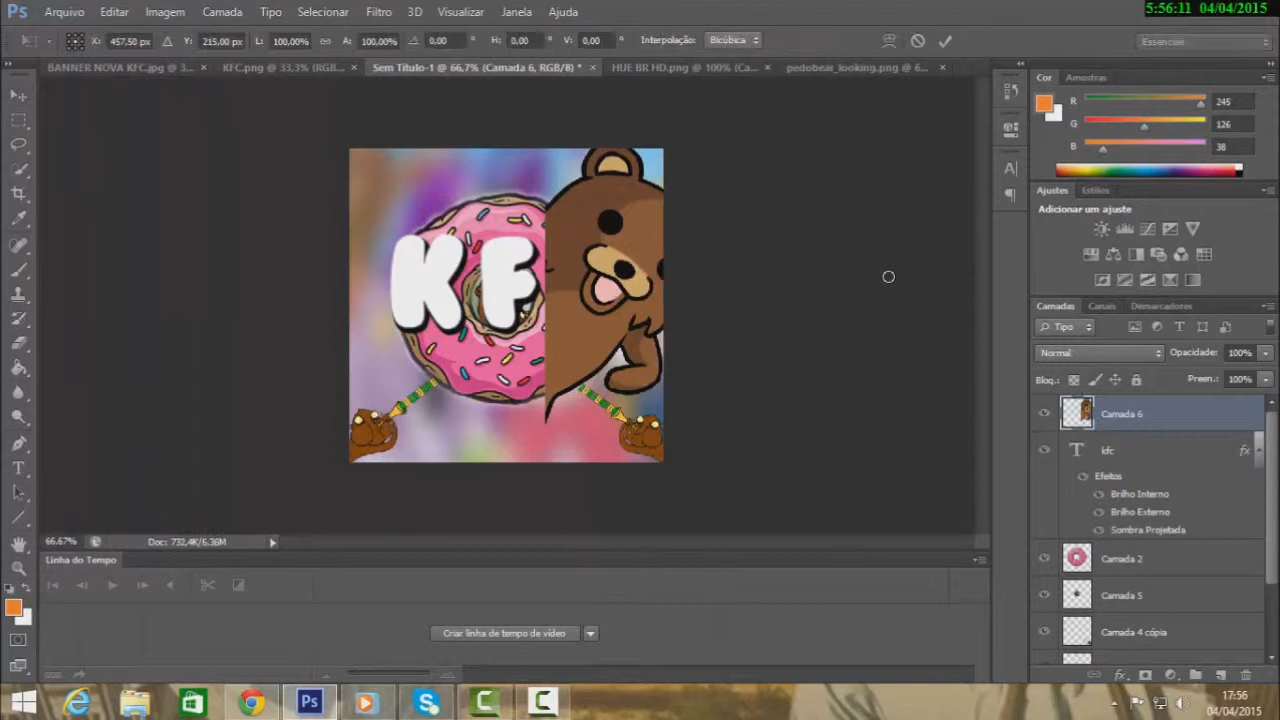 5:56:11 04/04/2015
Ps Arquivo Editar Imagem Camada Tipo Selecionar Filtro 3D Visualizar Janela Ajuda
X: 457,50 px Y: 215,00 px L: 100,00% A: 100,00% 0,00 ° H: 0,00 ° V: 0,00 ° Interpolação: Bicúbica Essenciais
BANNER NOVA KFC.jpg @ 3... × KFC.png @ 33,3% (RGB... × Sem Título-1 @ 66,7% (Camada 6, RGB/8) * × HUE BR HD.png @ 100% (Ca... × pedobear_looking.png @ 6... ×
Cor Amostras
R 245
G 126
B 38
Ajustes Estilos
Adicionar um ajuste
Camadas Canais Demarcadores
Tipo
Normal Opacidade: 100%
Bloq.: Preen.: 100%
Camada 6
T kfc fx
Efeitos
Brilho Interno
Brilho Externo
Sombra Projetada
Camada 2
Camada 5
Camada 4 cópia
KF
66.67% Doc: 732,4K/6.36M
Linha do Tempo
Criar linha de tempo de vídeo
17:56
04/04/2015